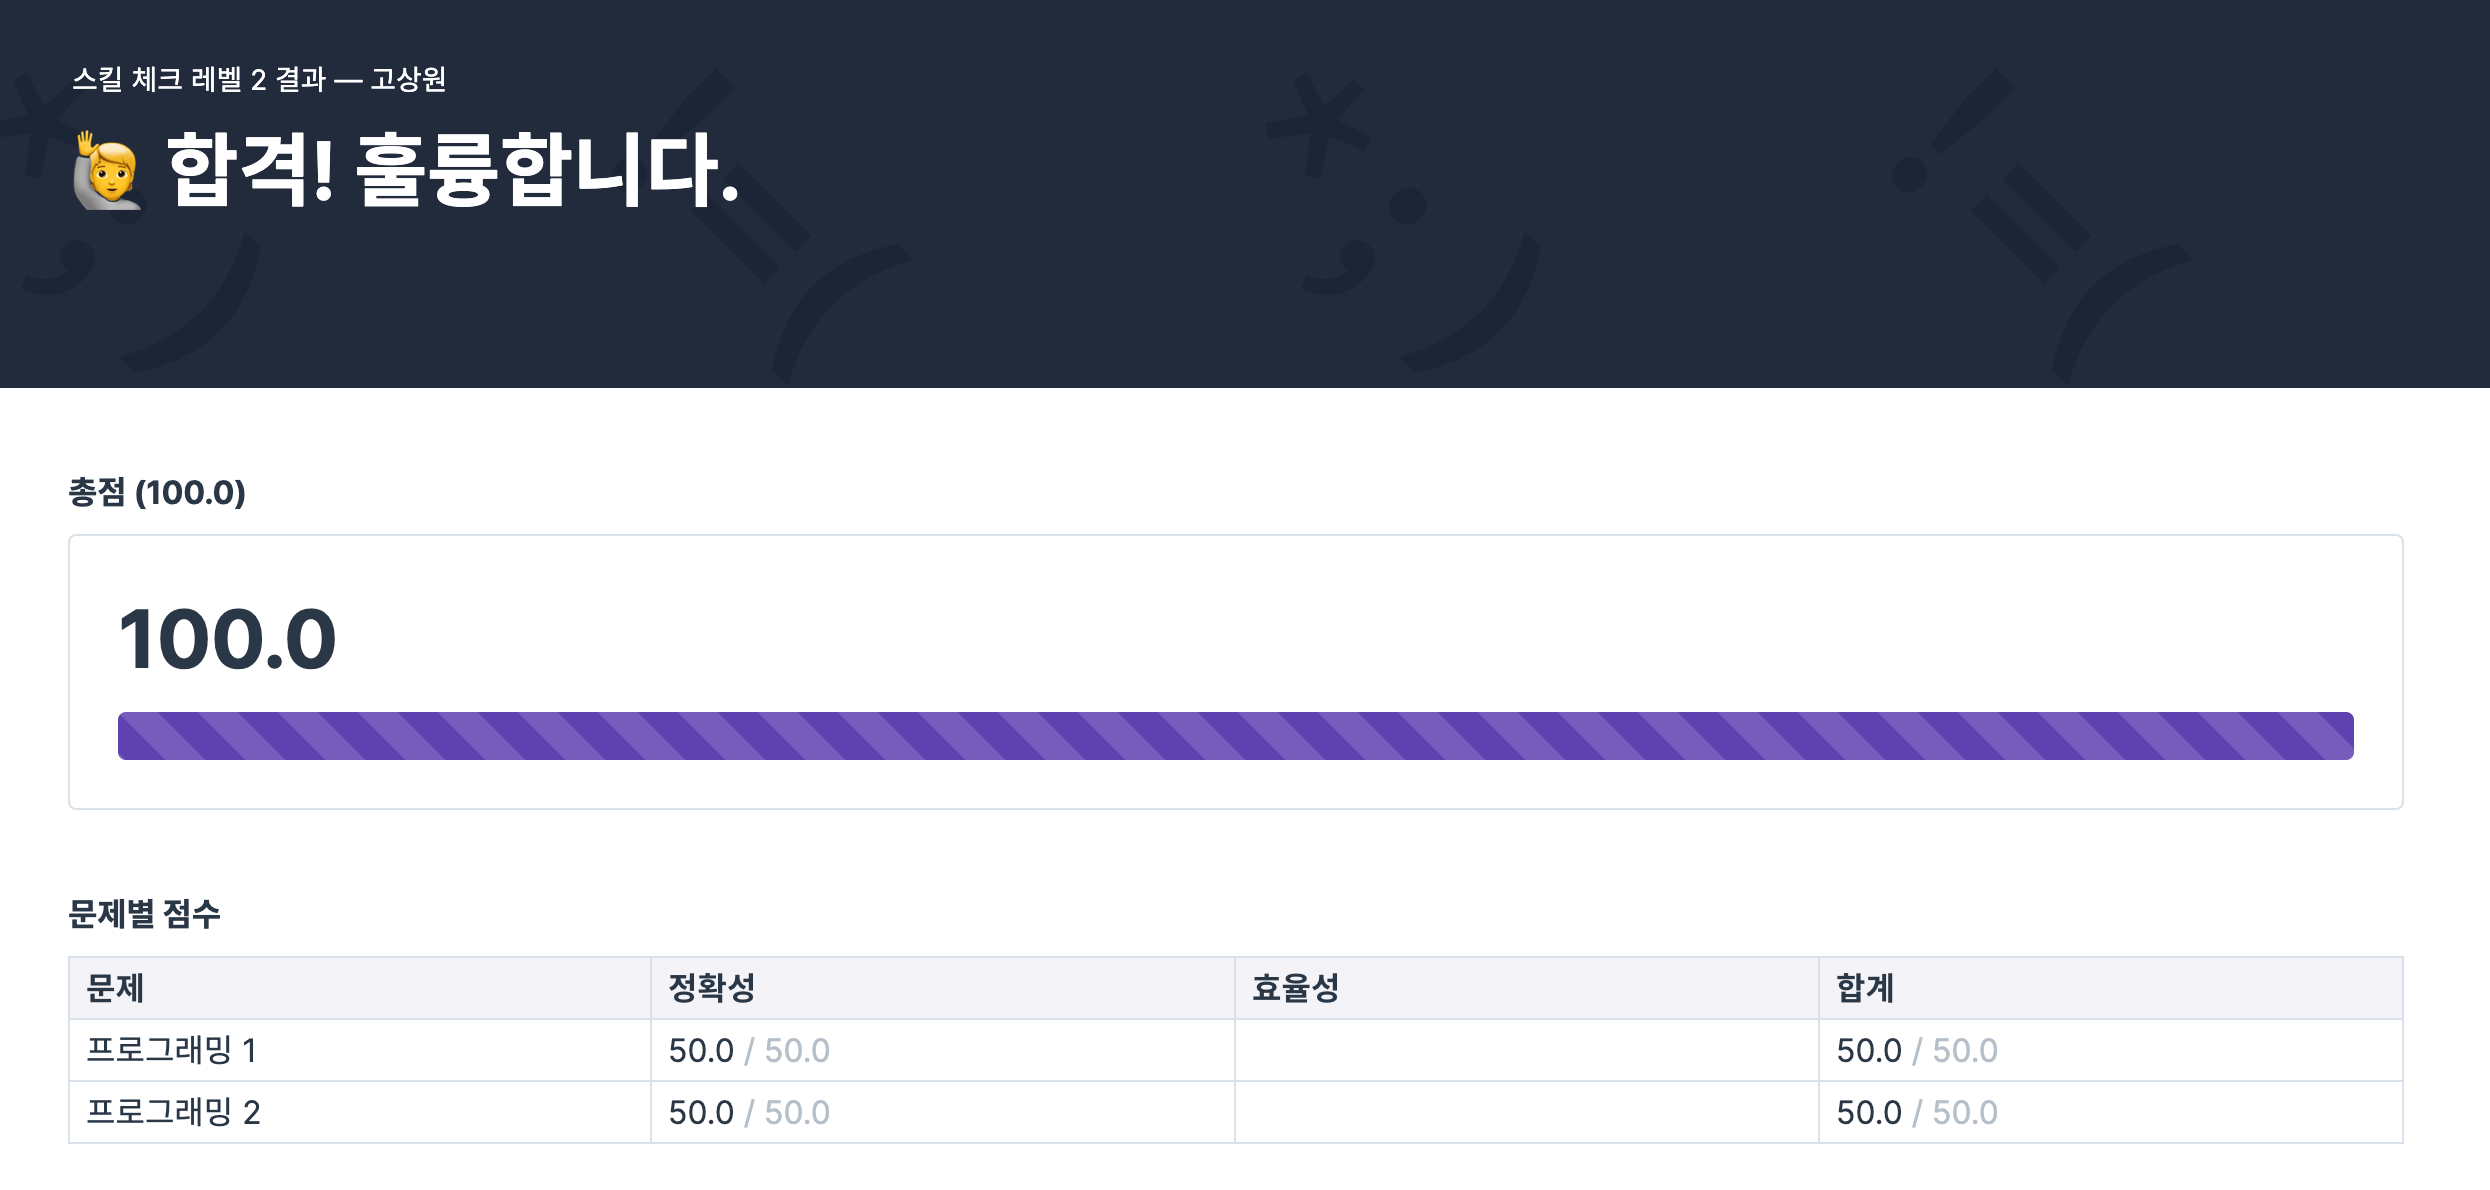 스킬 체크 레벨 2 결과 — 고상원
🙋 합격! 훌륭합니다.
총점 (100.0)
100.0
문제별 점수
문제 정확성 효율성 합계
프로그래밍 1 50.0 / 50.0 50.0 / 50.0
프로그래밍 2 50.0 / 50.0 50.0 / 50.0